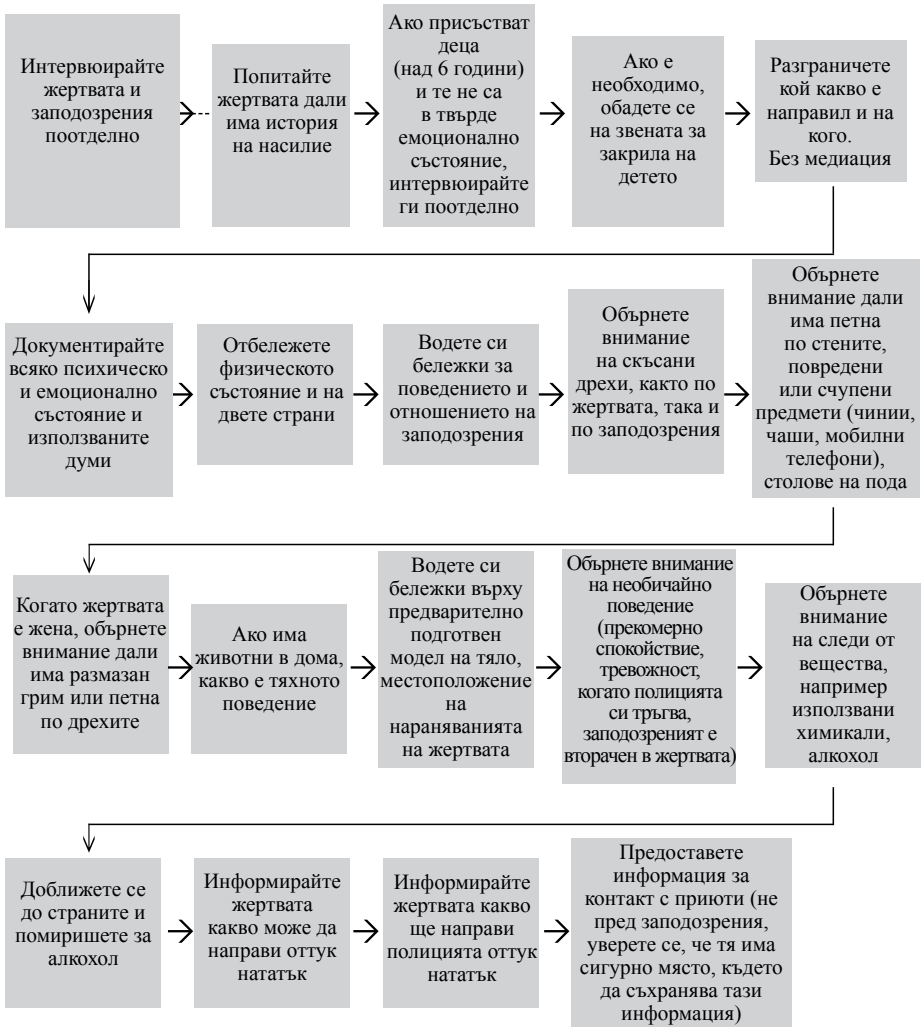 Интервюирайте
жертвата и
заподозрения
поотделно
Попитайте
жертвата дали
има история
на насилие
Ако присъстват
деца
(над 6 години)
и те не са
в твърде
емоционално
състояние,
интервюирайте
ги поотделно
Ако е
необходимо,
обадете се
на звената за
закрила на
детето
Разграничете
кой какво е
направил и на
кого.
Без медиация
Документирайте
всяко психическо
и емоционално
състояние и
използваните
думи
Отбележете
физическото
състояние и на
двете страни
Водете си
бележки за
поведението и
отношението на
заподозрения
Обърнете
внимание
на скъсани
дрехи, както по
жертвата, така и
по заподозрения
Обърнете
внимание дали
има петна
по стените,
повредени
или счупени
предмети (чинии,
чаши, мобилни
телефони),
столове на пода
Когато жертвата
е жена, обърнете
внимание дали
има размазан
грим или петна
по дрехите
Ако има
животни в дома,
какво е тяхното
поведение
Водете си
бележки върху
предварително
подготвен
модел на тяло,
местоположение
на
нараняванията
на жертвата
Обърнете внимание
на необичайно
поведение
(прекомерно
спокойствие,
тревожност,
когато полицията
си тръгва,
заподозреният е
вторачен в жертвата)
Обърнете
внимание
на следи от
вещества,
например
използвани
химикали,
алкохол
Доближете се
до страните и
помиришете за
алкохол
Информирайте
жертвата
какво може да
направи оттук
нататък
Информирайте
жертвата какво
ще направи
полицията оттук
нататък
Предоставете
информация за
контакт с приюти (не
пред заподозрения,
уверете се, че тя има
сигурно място, където
да съхранява тази
информация)